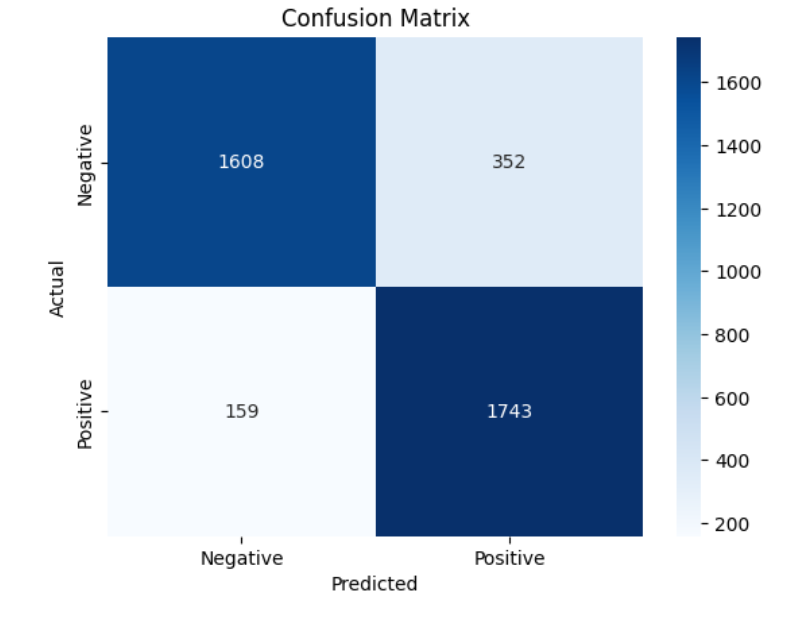 Confusion Matrix
Negative
1608
352
1600
1400
1200
1000
800
600
400
200
Actual
Positive
159
1743
Negative
Positive
Predicted